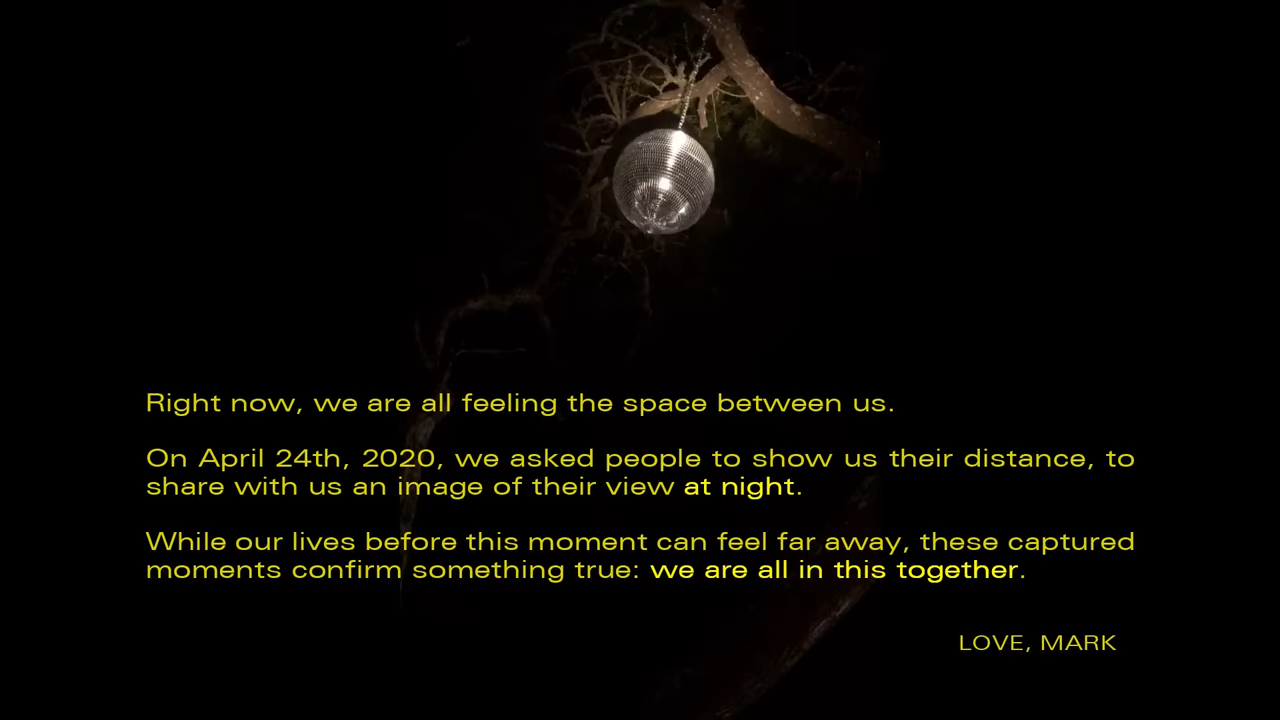 Right now, we are all feeling the space between us.
On April 24th, 2020, we asked people to show us their distance, to
share with us an image of their view at night.
While our lives before this moment can feel far away, these captured
moments confirm something true: we are all in this together.
LOVE, MARK